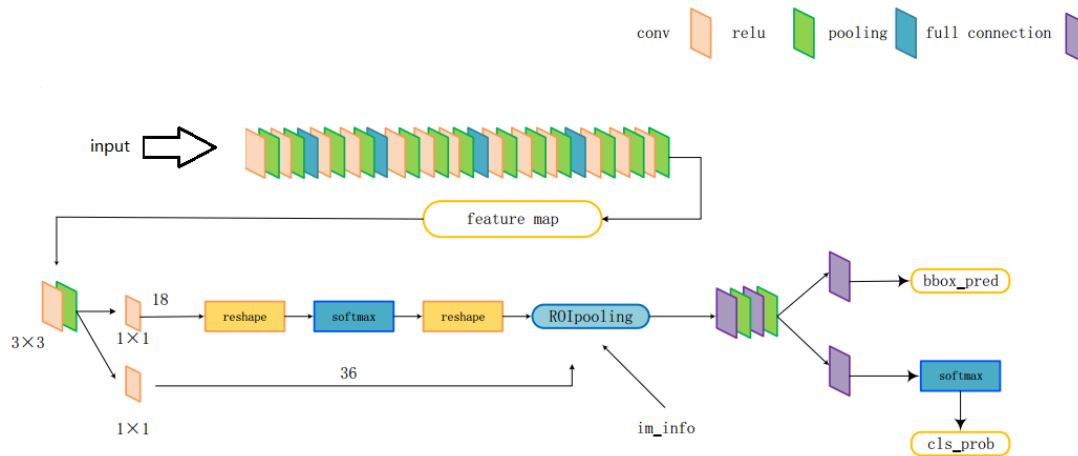 conv relu pooling full connection
input
feature map
18
reshape softmax reshape ROIpooling
3×3
1×1
36
1×1
im_info
bbox_pred
softmax
cls_prob